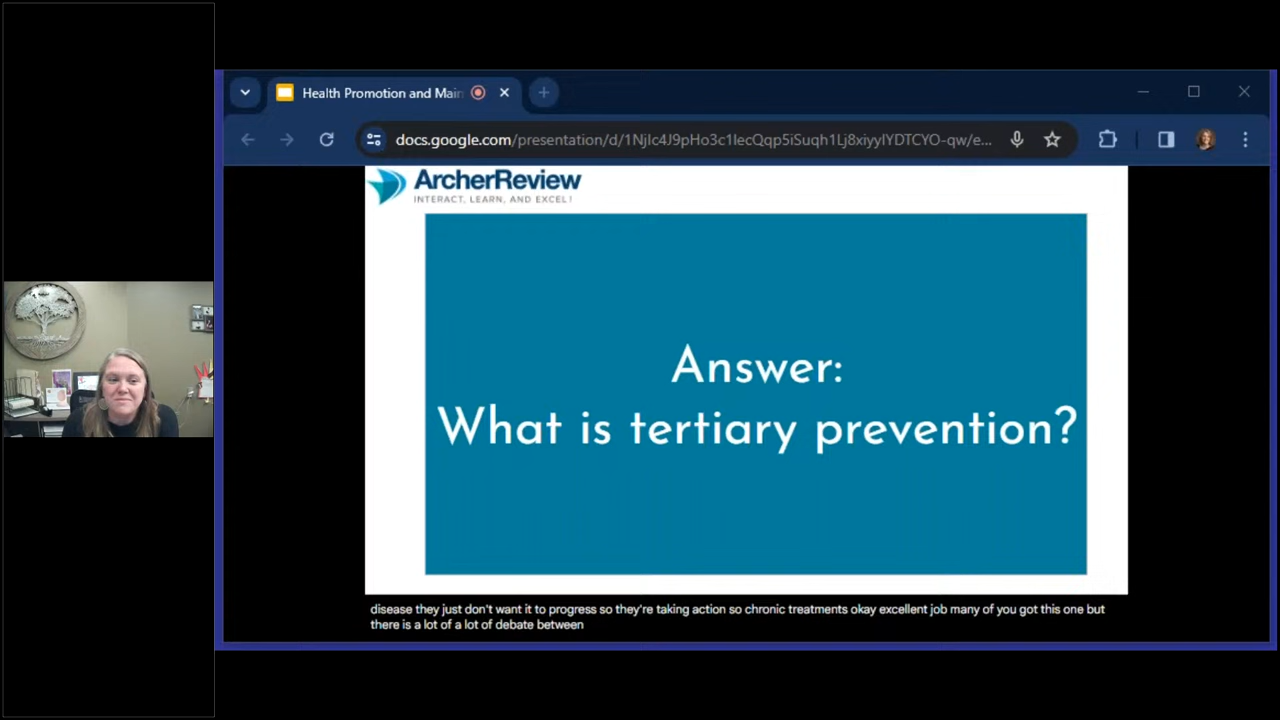 Health Promotion and Main
docs.google.com/presentation/d/1NjIc4J9pHo3c1lecQqp5iSuqh1Lj8xiyyIYDTCYO-qw/e...
ArcherReview
INTERACT, LEARN, AND EXCEL!
Answer:
What is tertiary prevention?
disease they just don't want it to progress so they're taking action so chronic treatments okay excellent job many of you got this one but
there is a lot of a lot of debate between